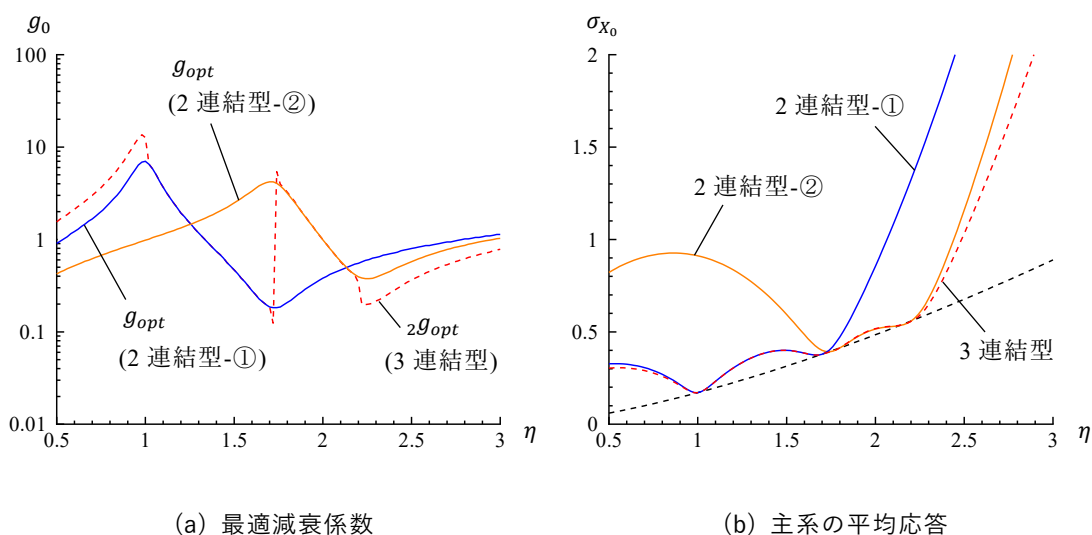 g₀
100
10
1
0.1
0.01
0.5
1
1.5
2
2.5
3
η
g_opt
(2 連結型-②)
g_opt
(2 連結型-①)
₂g_opt
(3 連結型)
(a) 最適減衰係数
σ_X₀
2
1.5
1
0.5
0
0.5
1
1.5
2
2.5
3
η
2 連結型-①
2 連結型-②
3 連結型
(b) 主系の平均応答